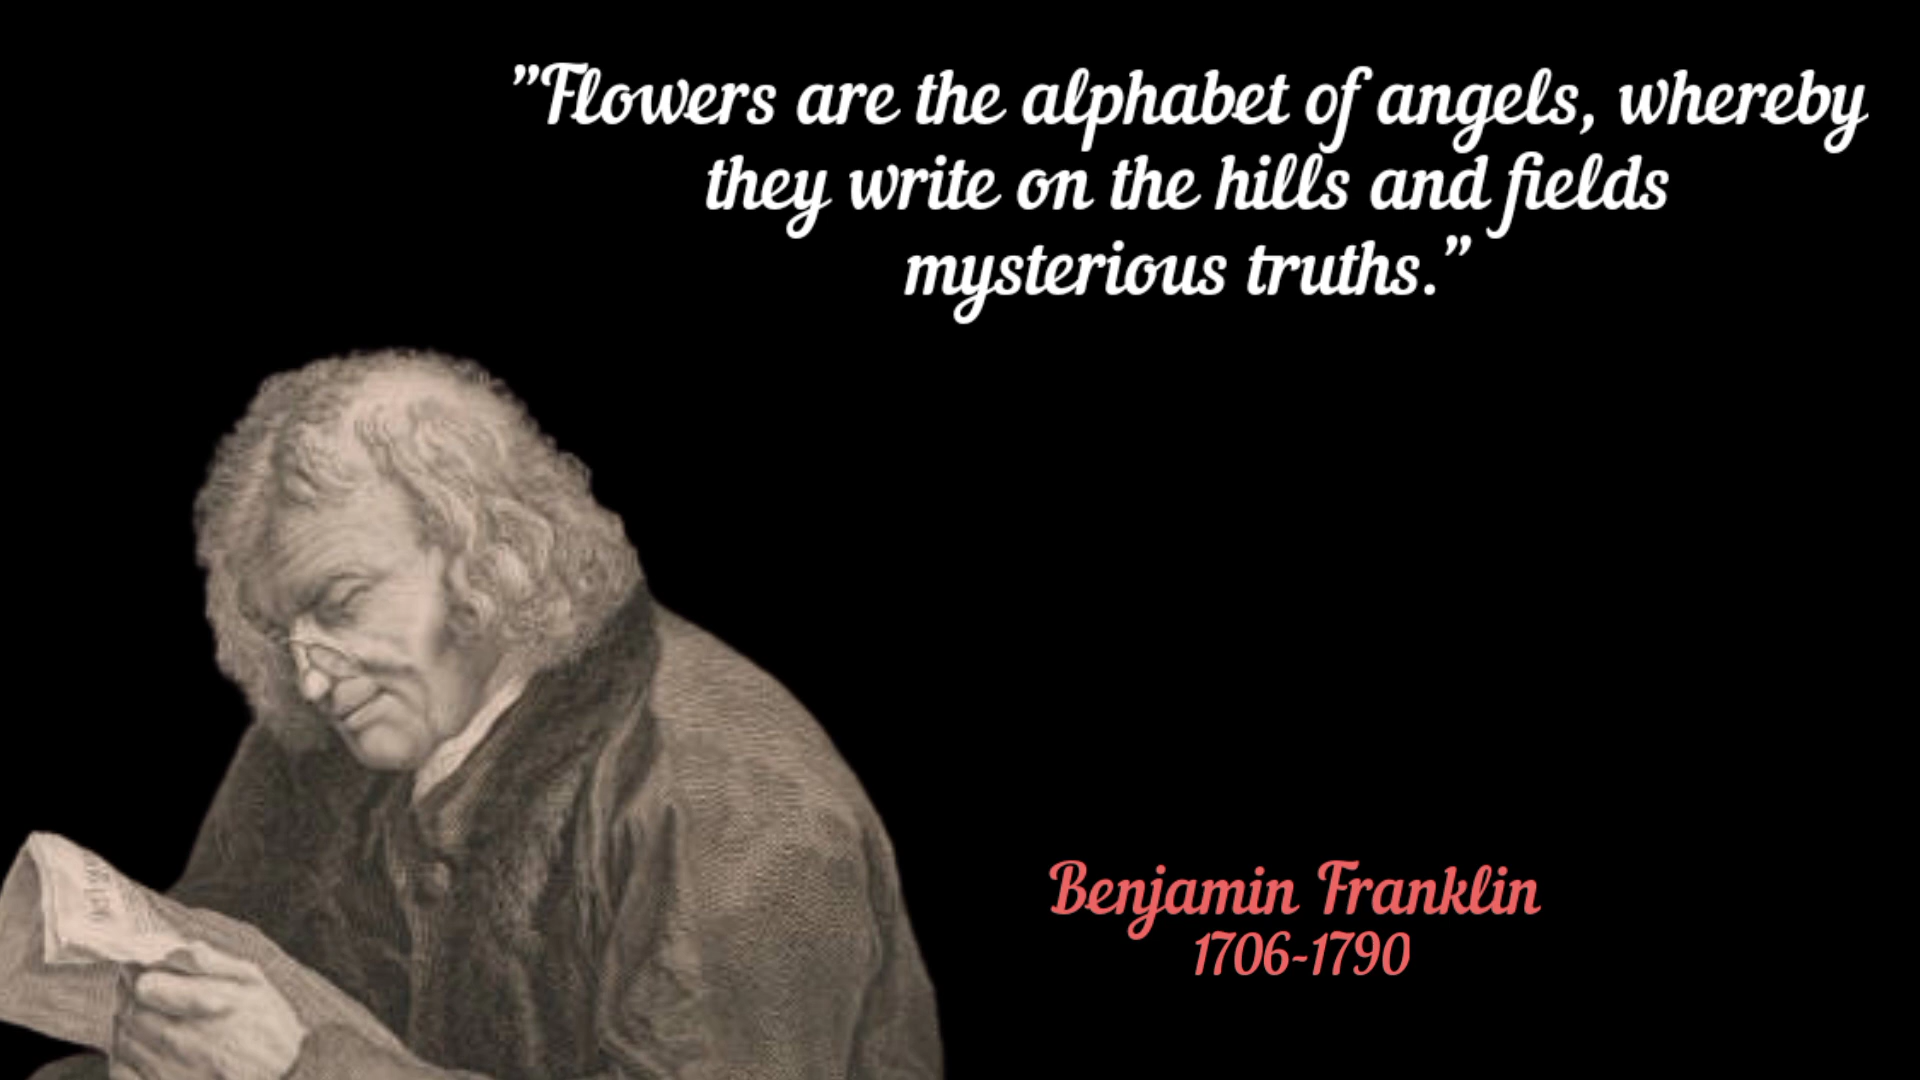 ”Flowers are the alphabet of angels, whereby
they write on the hills and fields
mysterious truths.”
Benjamin Franklin
1706-1790